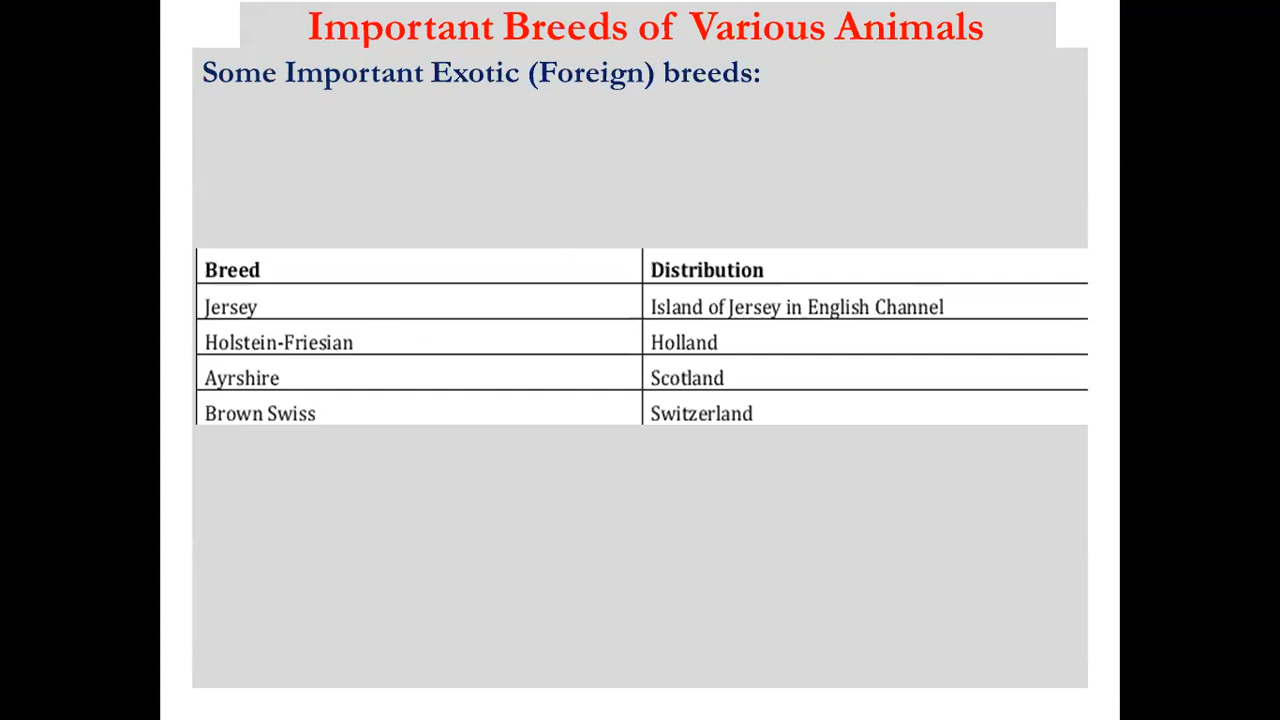 Important Breeds of Various Animals
Some Important Exotic (Foreign) breeds:
Breed Distribution
Jersey Island of Jersey in English Channel
Holstein-Friesian Holland
Ayrshire Scotland
Brown Swiss Switzerland